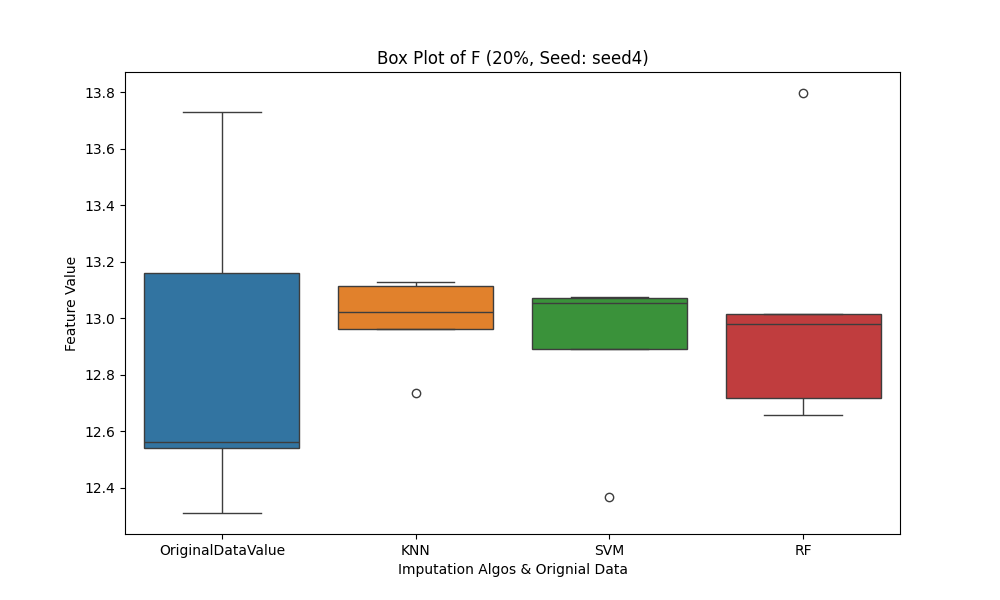 Box Plot of F (20%, Seed: seed4)
Feature Value
13.8
13.6
13.4
13.2
13.0
12.8
12.6
12.4
OriginalDataValue KNN SVM RF
Imputation Algos & Orignial Data